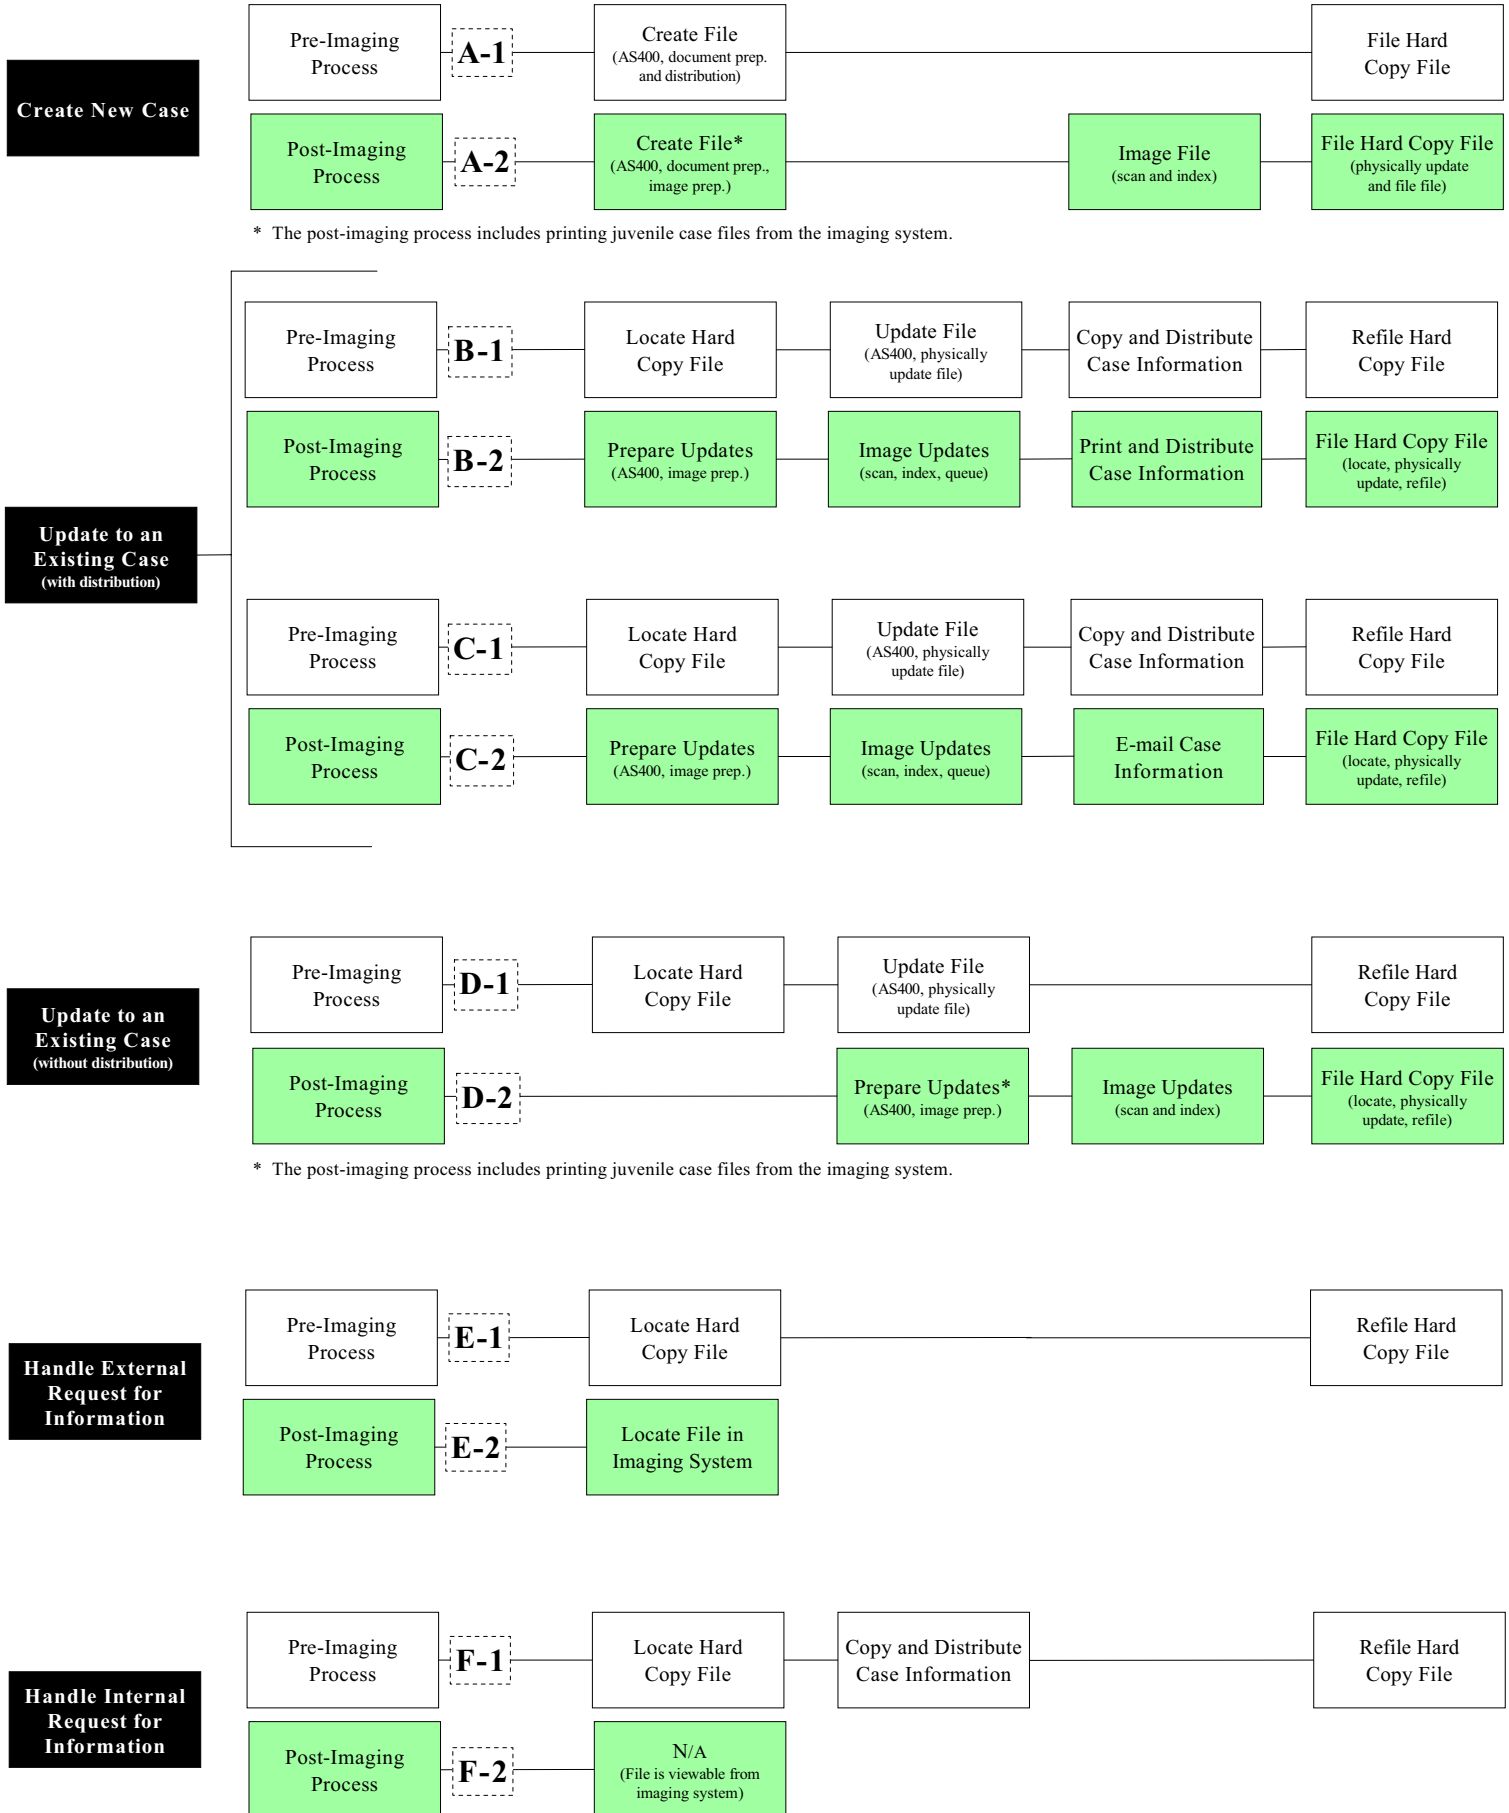 Create New Case
Pre-Imaging
Process
A-1
Create File
(AS400, document prep.
and distribution)
File Hard
Copy File
Post-Imaging
Process
A-2
Create File*
(AS400, document prep.,
image prep.)
Image File
(scan and index)
File Hard Copy File
(physically update
and file file)
* The post-imaging process includes printing juvenile case files from the imaging system.
Update to an
Existing Case
(with distribution)
Pre-Imaging
Process
B-1
Locate Hard
Copy File
Update File
(AS400, physically
update file)
Copy and Distribute
Case Information
Refile Hard
Copy File
Post-Imaging
Process
B-2
Prepare Updates
(AS400, image prep.)
Image Updates
(scan, index, queue)
Print and Distribute
Case Information
File Hard Copy File
(locate, physically
update, refile)
Pre-Imaging
Process
C-1
Locate Hard
Copy File
Update File
(AS400, physically
update file)
Copy and Distribute
Case Information
Refile Hard
Copy File
Post-Imaging
Process
C-2
Prepare Updates
(AS400, image prep.)
Image Updates
(scan, index, queue)
E-mail Case
Information
File Hard Copy File
(locate, physically
update, refile)
Update to an
Existing Case
(without distribution)
Pre-Imaging
Process
D-1
Locate Hard
Copy File
Update File
(AS400, physically
update file)
Refile Hard
Copy File
Post-Imaging
Process
D-2
Prepare Updates*
(AS400, image prep.)
Image Updates
(scan and index)
File Hard Copy File
(locate, physically
update, refile)
* The post-imaging process includes printing juvenile case files from the imaging system.
Handle External
Request for
Information
Pre-Imaging
Process
E-1
Locate Hard
Copy File
Refile Hard
Copy File
Post-Imaging
Process
E-2
Locate File in
Imaging System
Handle Internal
Request for
Information
Pre-Imaging
Process
F-1
Locate Hard
Copy File
Copy and Distribute
Case Information
Refile Hard
Copy File
Post-Imaging
Process
F-2
N/A
(File is viewable from
imaging system)